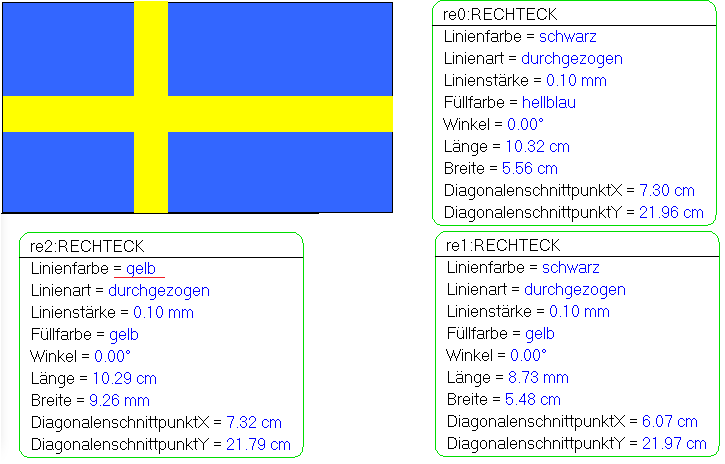 re0:RECHTECK
Linienfarbe = schwarz
Linienart = durchgezogen
Linienstärke = 0.10 mm
Füllfarbe = hellblau
Winkel = 0.00°
Länge = 10.32 cm
Breite = 5.56 cm
DiagonalenschnittpunktX = 7.30 cm
DiagonalenschnittpunktY = 21.96 cm
re2:RECHTECK
Linienfarbe = gelb
Linienart = durchgezogen
Linienstärke = 0.10 mm
Füllfarbe = gelb
Winkel = 0.00°
Länge = 10.29 cm
Breite = 9.26 mm
DiagonalenschnittpunktX = 7.32 cm
DiagonalenschnittpunktY = 21.79 cm
re1:RECHTECK
Linienfarbe = schwarz
Linienart = durchgezogen
Linienstärke = 0.10 mm
Füllfarbe = gelb
Winkel = 0.00°
Länge = 8.73 mm
Breite = 5.48 cm
DiagonalenschnittpunktX = 6.07 cm
DiagonalenschnittpunktY = 21.97 cm